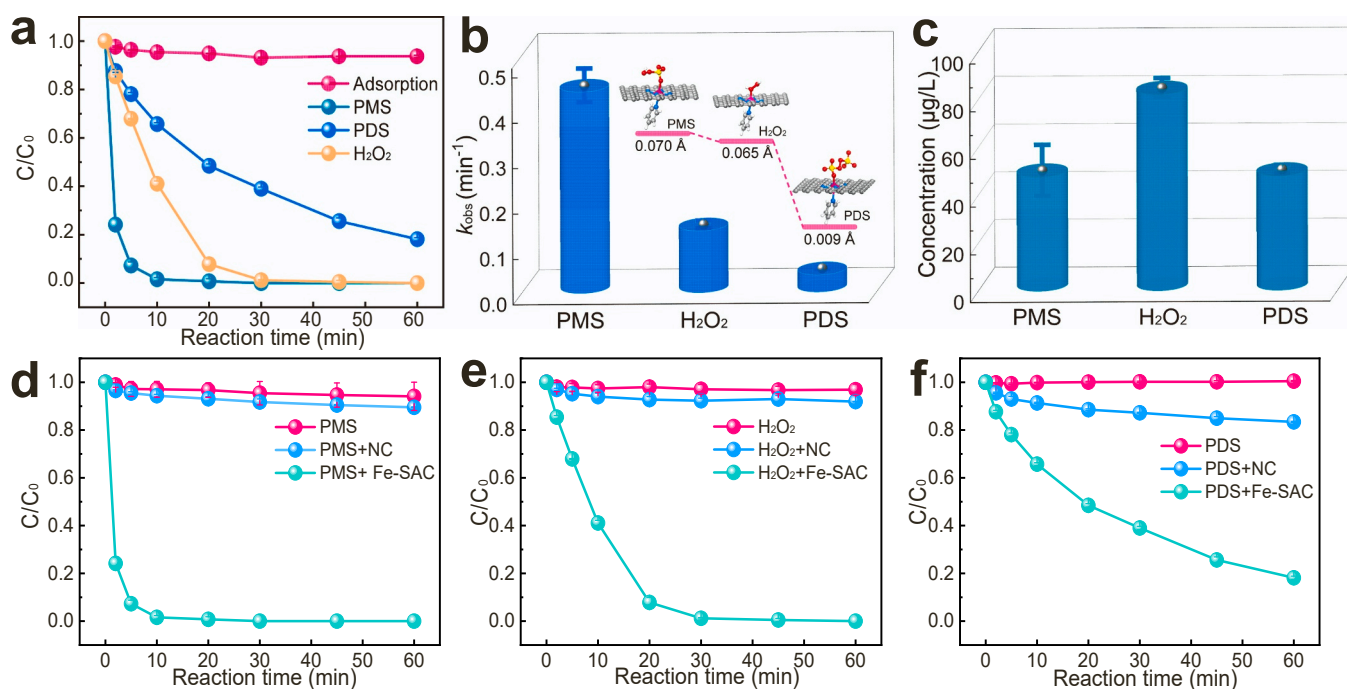 a
C/C₀
1.0
0.8
0.6
0.4
0.2
0.0
Adsorption
PMS
PDS
H₂O₂
0 10 20 30 40 50 60
Reaction time (min)
b
kobs (min⁻¹)
0.5
0.4
0.3
0.2
0.1
0.0
PMS
0.070 Å
H₂O₂
0.065 Å
PDS
0.009 Å
PMS H₂O₂ PDS
c
Concentration (µg/L)
100
80
60
40
20
0
PMS H₂O₂ PDS
d
C/C₀
1.0
0.8
0.6
0.4
0.2
0.0
PMS
PMS+NC
PMS+ Fe-SAC
0 10 20 30 40 50 60
Reaction time (min)
e
C/C₀
1.0
0.8
0.6
0.4
0.2
0.0
H₂O₂
H₂O₂+NC
H₂O₂+Fe-SAC
0 10 20 30 40 50 60
Reaction time (min)
f
C/C₀
1.0
0.8
0.6
0.4
0.2
0.0
PDS
PDS+NC
PDS+Fe-SAC
0 10 20 30 40 50 60
Reaction time (min)